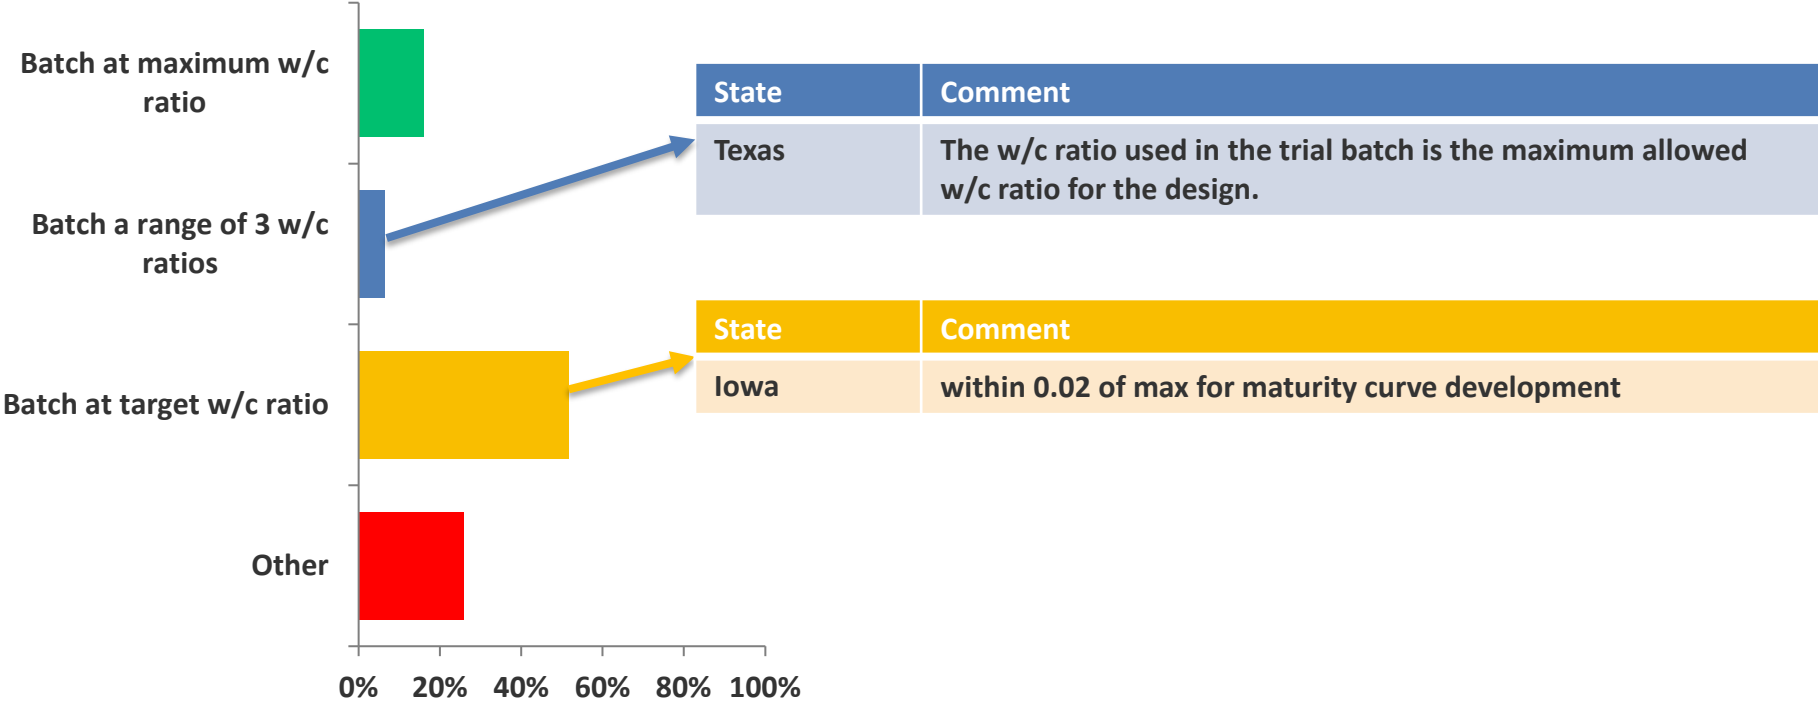 Batch at maximum w/c
ratio
Batch a range of 3 w/c
ratios
Batch at target w/c ratio
Other
0% 20% 40% 60% 80% 100%
State Comment
Texas The w/c ratio used in the trial batch is the maximum allowed
w/c ratio for the design.
State Comment
Iowa within 0.02 of max for maturity curve development